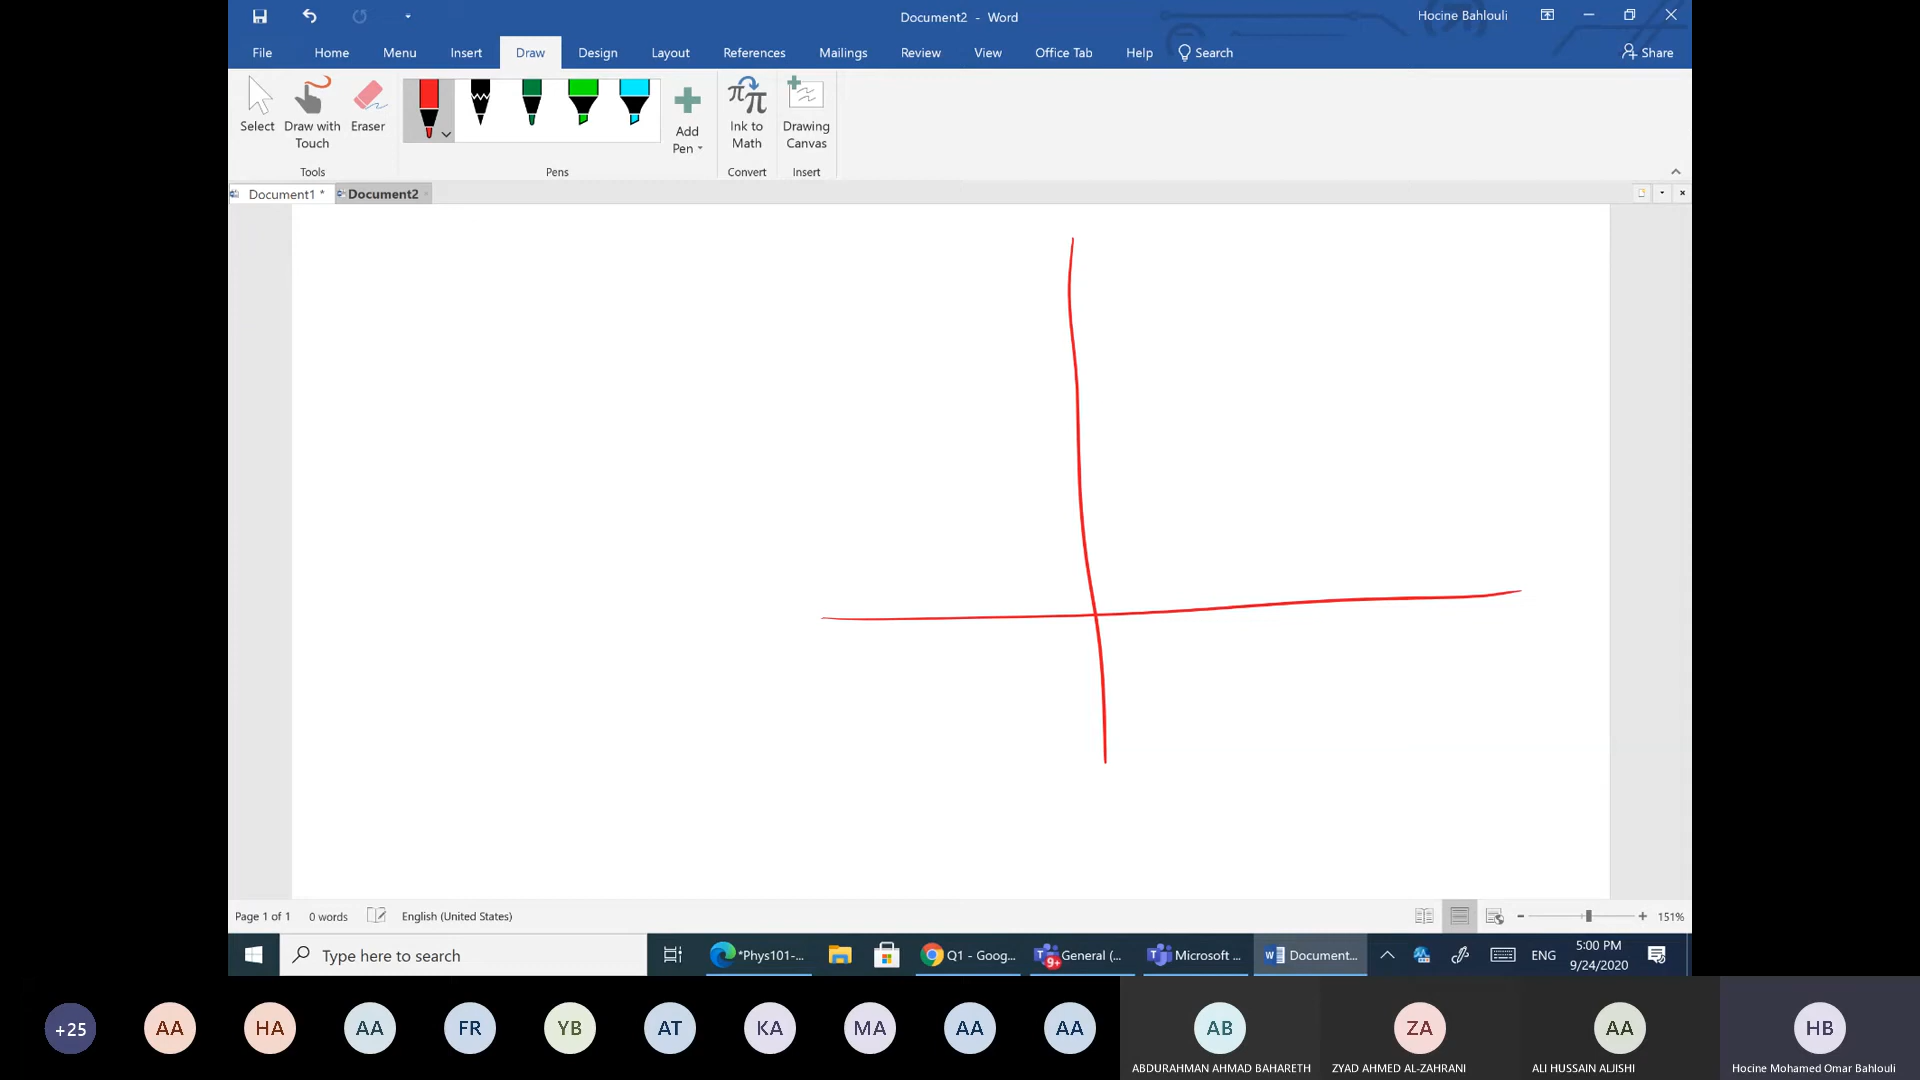 Document2 - Word
Hocine Bahlouli
File Home Menu Insert Draw Design Layout References Mailings Review View Office Tab Help Search Share
Select Draw with Touch Eraser Add Pen Ink to Math Drawing Canvas
Tools Pens Convert Insert
Document1 * Document2
Page 1 of 1 0 words English (United States) 151%
Type here to search *Phys101-... Q1 - Goog... 9+ General (... Microsoft ... Document... ENG 5:00 PM
9/24/2020
+25 AA HA AA FR YB AT KA MA AA AA AB ZA AA HB
ABDURAHMAN AHMAD BAHARETH ZYAD AHMED AL-ZAHRANI ALI HUSSAIN ALJISHI Hocine Mohamed Omar Bahlouli